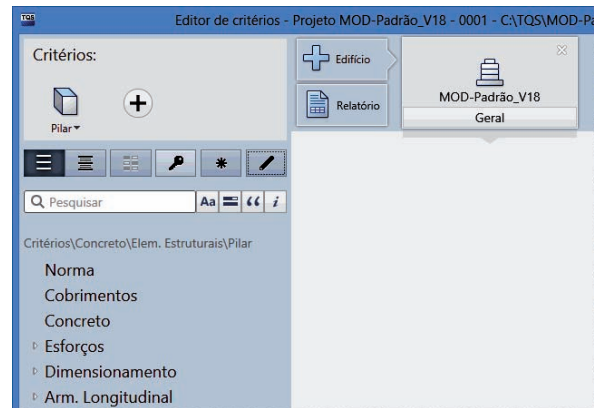 TQS
Editor de critérios - Projeto MOD-Padrão_V18 - 0001 - C:\TQS\MOD-Pa
Critérios:
Pilar
Edifício
Relatório
MOD-Padrão_V18
Geral
Pesquisar
Aa
“
i
Critérios\Concreto\Elem. Estruturais\Pilar
Norma
Cobrimentos
Concreto
Esforços
Dimensionamento
Arm. Longitudinal